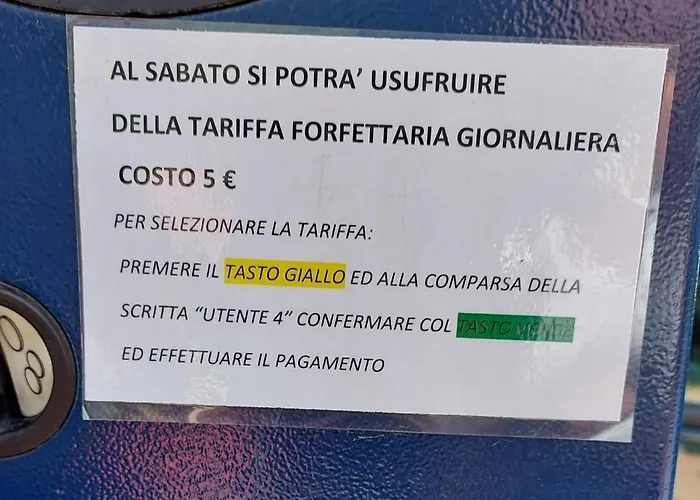 AL SABATO SI POTRA' USUFRUIRE
DELLA TARIFFA FORFETTARIA GIORNALIERA
COSTO 5 €
PER SELEZIONARE LA TARIFFA:
PREMERE IL TASTO GIALLO ED ALLA COMPARSA DELLA
SCRITTA “UTENTE 4” CONFERMARE COL TASTO VERDE
ED EFFETTUARE IL PAGAMENTO